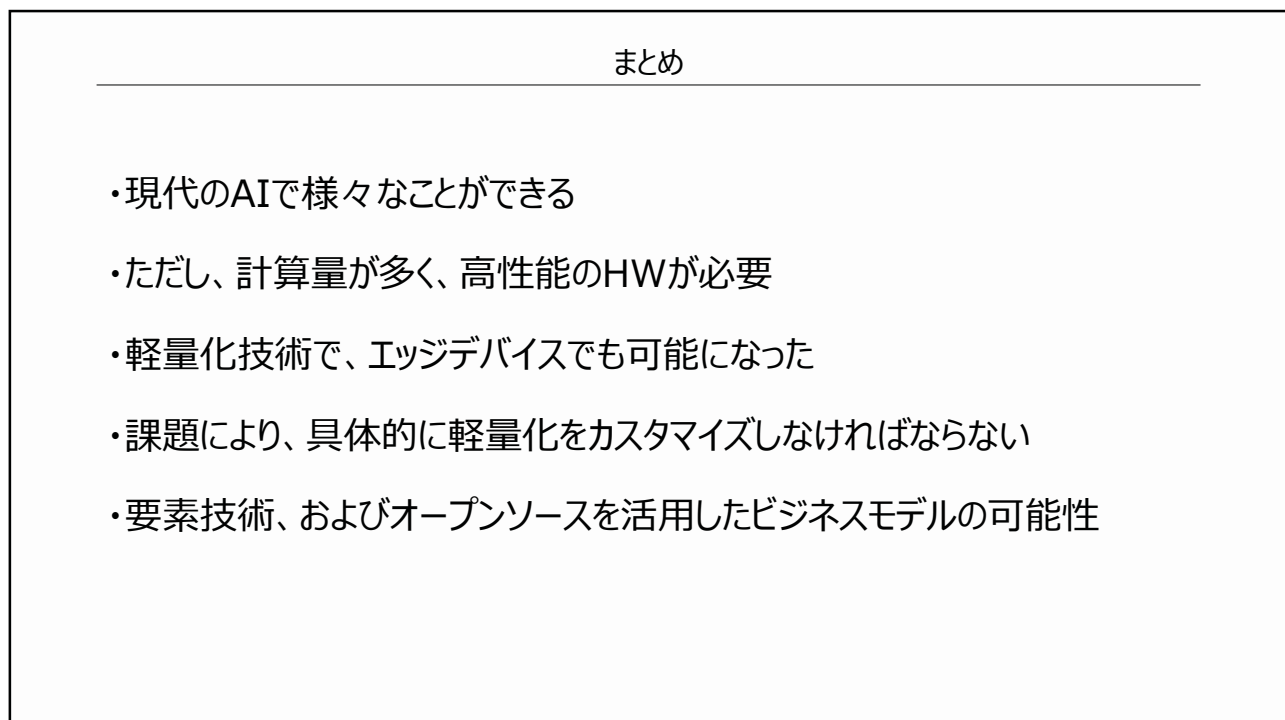 まとめ
・現代のAIで様々なことができる
・ただし、計算量が多く、高性能のHWが必要
・軽量化技術で、エッジデバイスでも可能になった
・課題により、具体的に軽量化をカスタマイズしなければならない
・要素技術、およびオープンソースを活用したビジネスモデルの可能性